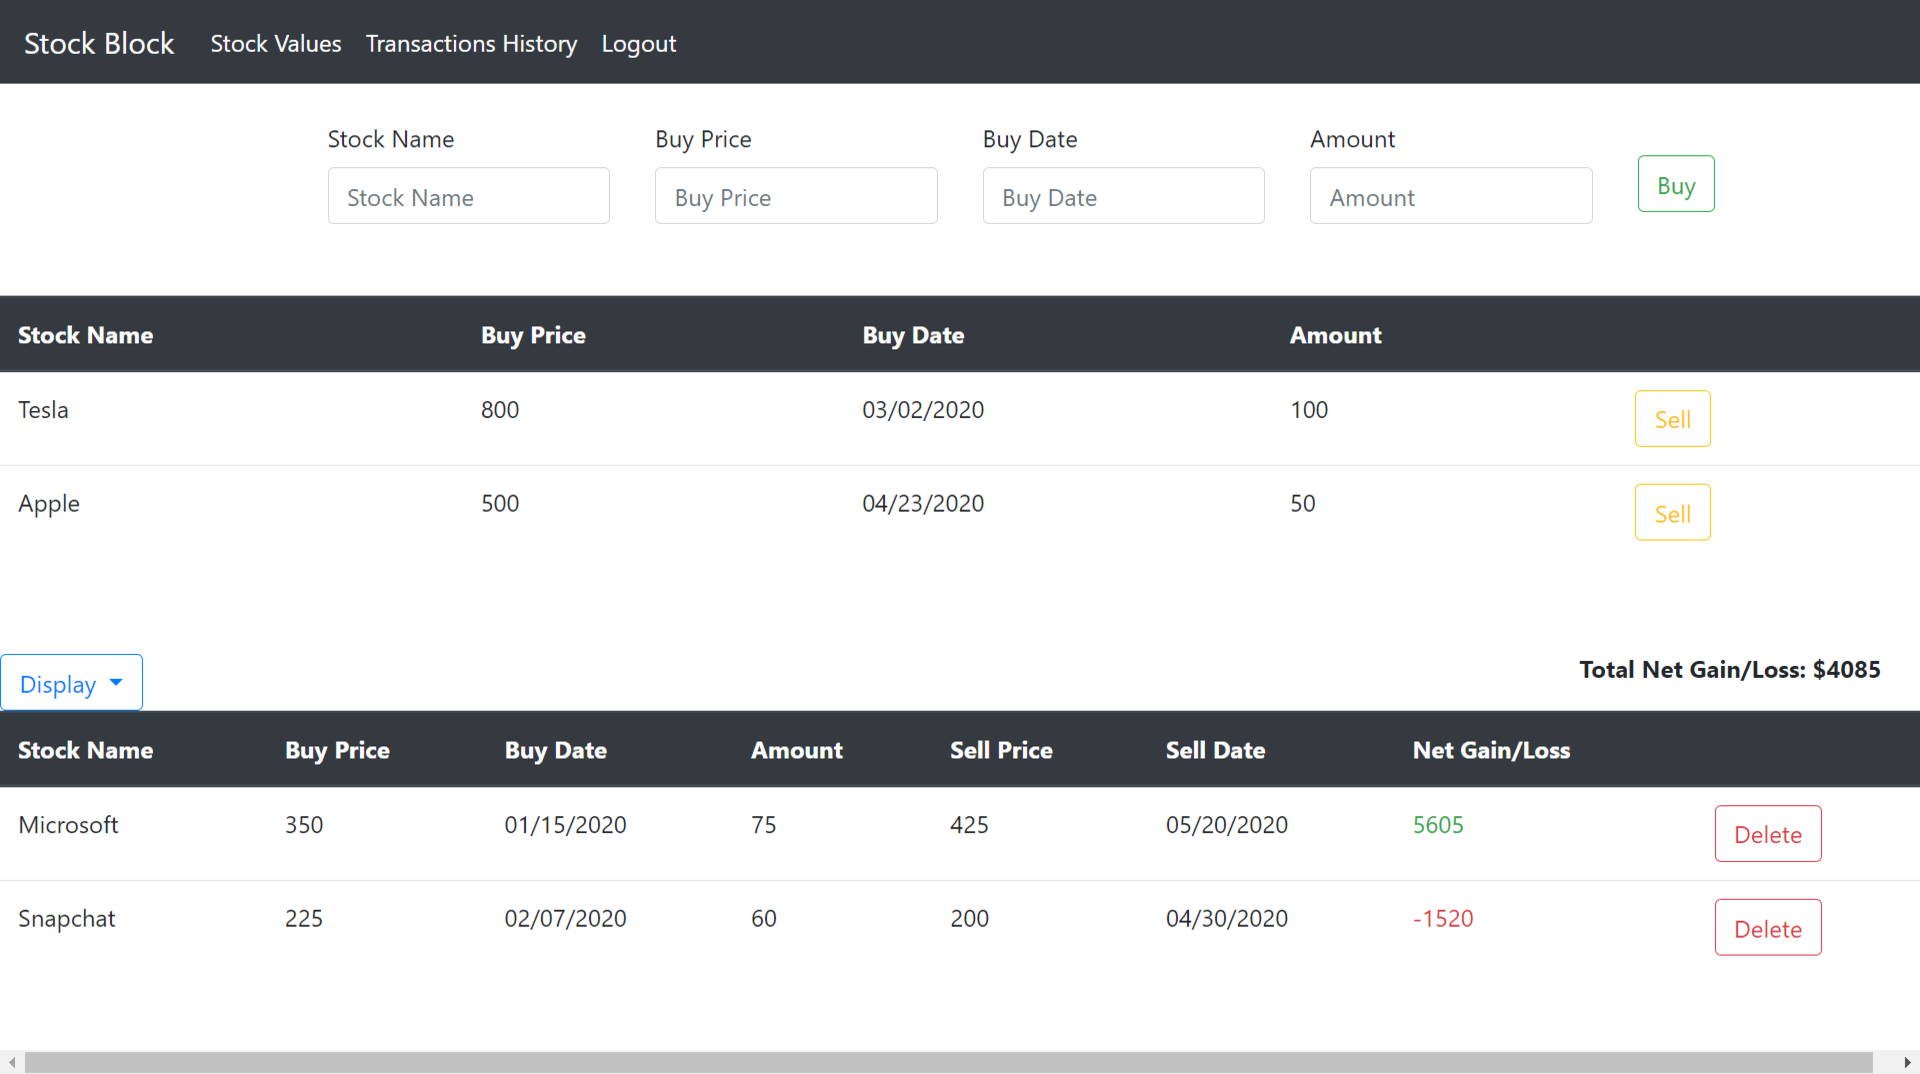 Stock Block Stock Values Transactions History Logout
Stock Name Buy Price Buy Date Amount
Stock Name Buy Price Buy Date Amount Buy
Stock Name Buy Price Buy Date Amount
Tesla 800 03/02/2020 100 Sell
Apple 500 04/23/2020 50 Sell
Total Net Gain/Loss: $4085
Display
Stock Name Buy Price Buy Date Amount Sell Price Sell Date Net Gain/Loss
Microsoft 350 01/15/2020 75 425 05/20/2020 5605 Delete
Snapchat 225 02/07/2020 60 200 04/30/2020 -1520 Delete